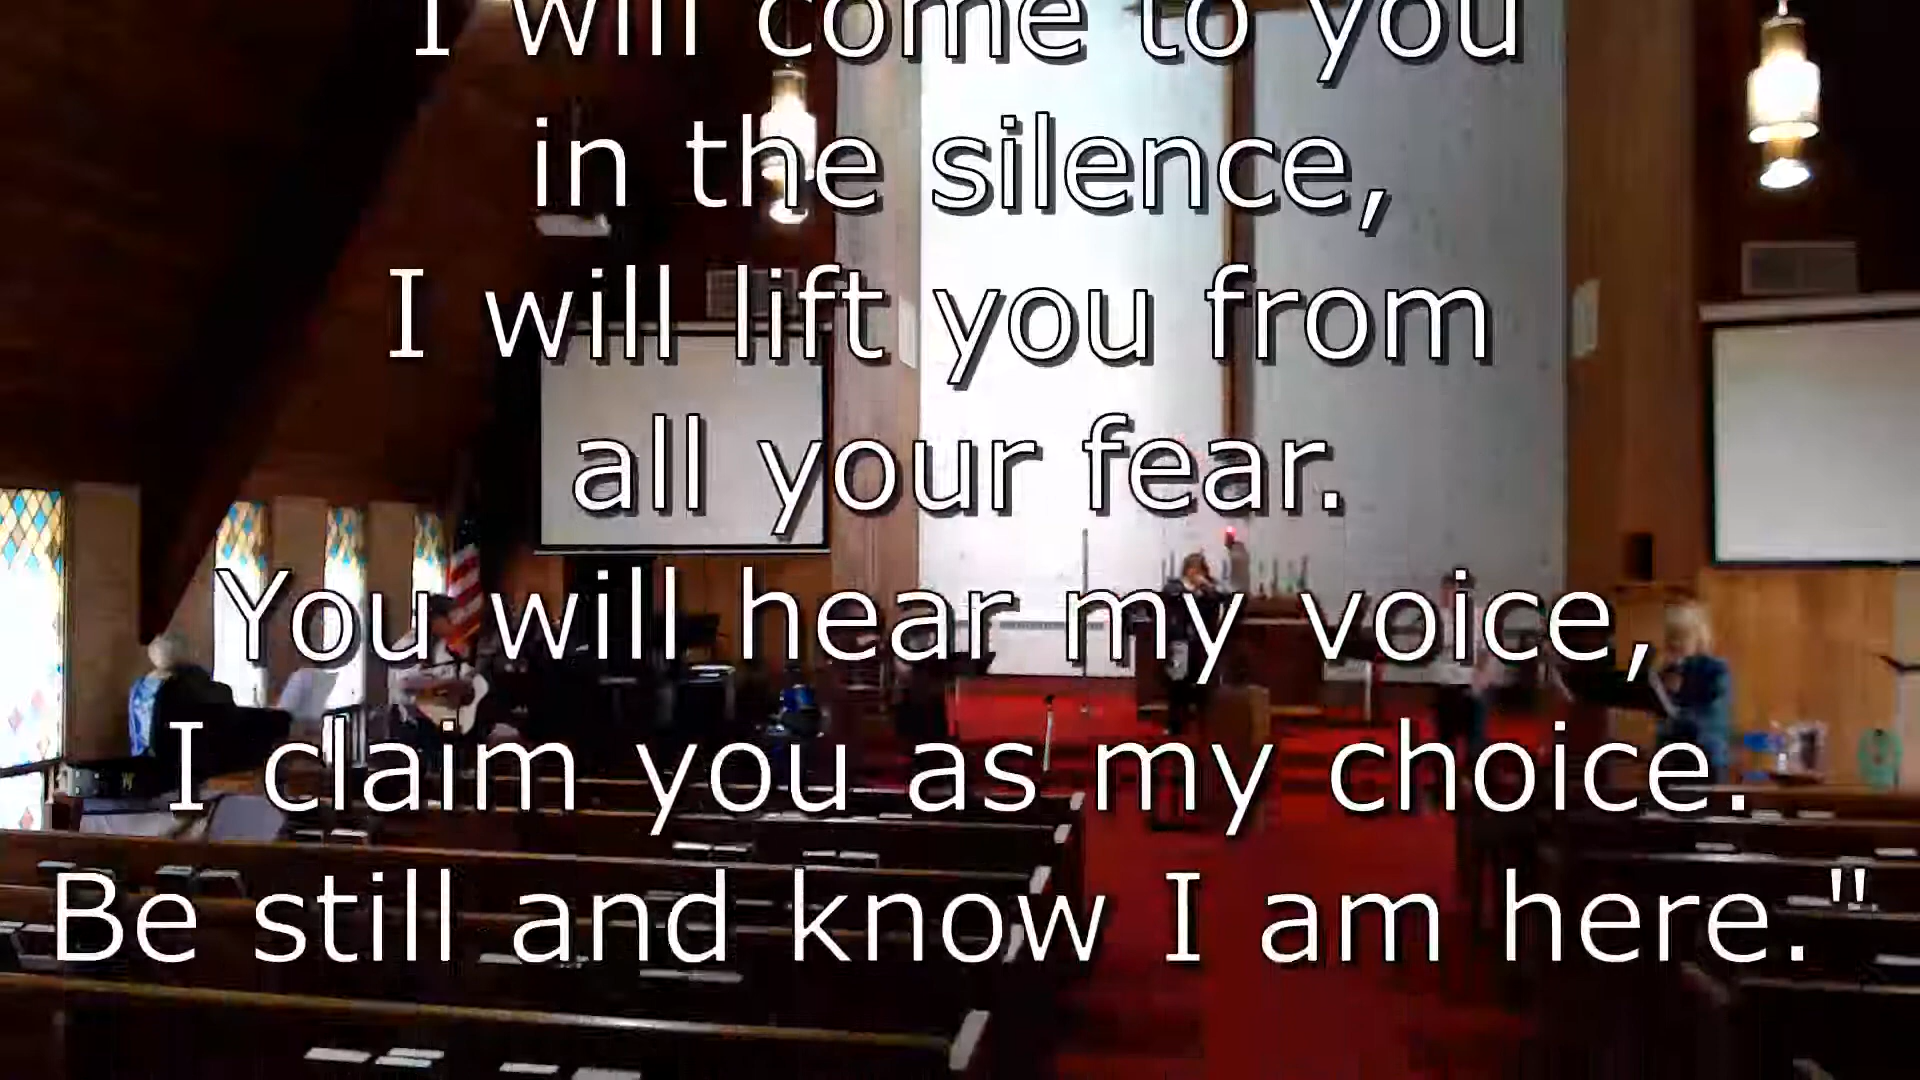 I will come to you
in the silence,
I will lift you from
all your fear.
You will hear my voice,
I claim you as my choice.
Be still and know I am here."